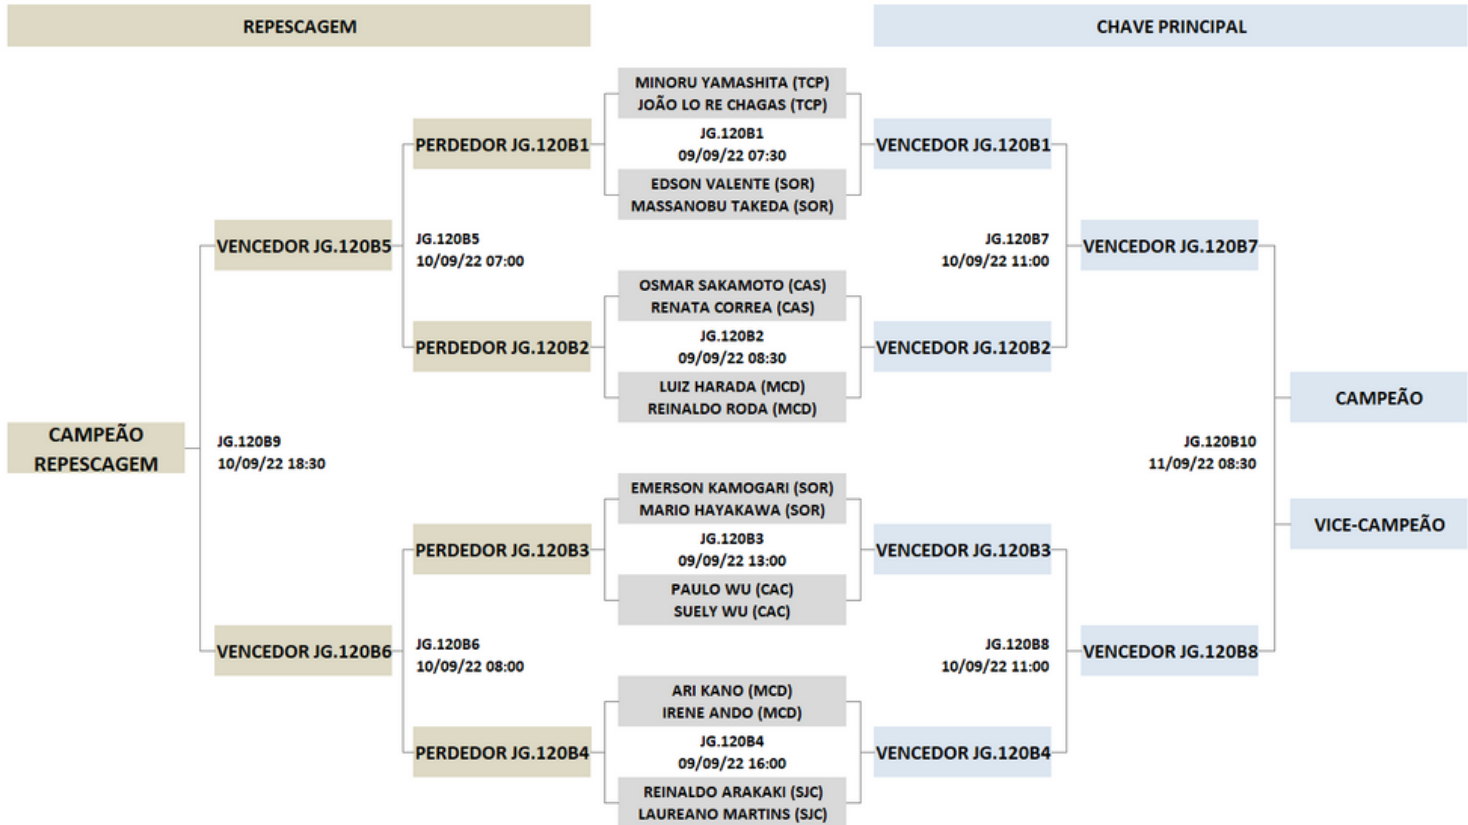 REPESCAGEM
CHAVE PRINCIPAL
MINORU YAMASHITA (TCP)
JOÃO LO RE CHAGAS (TCP)
PERDEDOR JG.120B1
JG.120B1
09/09/22 07:30
VENCEDOR JG.120B1
EDSON VALENTE (SOR)
MASSANOBU TAKEDA (SOR)
VENCEDOR JG.120B5
JG.120B5
10/09/22 07:00
JG.120B7
10/09/22 11:00
VENCEDOR JG.120B7
OSMAR SAKAMOTO (CAS)
RENATA CORREA (CAS)
PERDEDOR JG.120B2
JG.120B2
09/09/22 08:30
VENCEDOR JG.120B2
LUIZ HARADA (MCD)
REINALDO RODA (MCD)
CAMPEÃO
CAMPEÃO
REPESCAGEM
JG.120B9
10/09/22 18:30
JG.120B10
11/09/22 08:30
EMERSON KAMOGARI (SOR)
MARIO HAYAKAWA (SOR)
VICE-CAMPEÃO
PERDEDOR JG.120B3
JG.120B3
09/09/22 13:00
VENCEDOR JG.120B3
PAULO WU (CAC)
SUELY WU (CAC)
VENCEDOR JG.120B6
JG.120B6
10/09/22 08:00
JG.120B8
10/09/22 11:00
VENCEDOR JG.120B8
ARI KANO (MCD)
IRENE ANDO (MCD)
PERDEDOR JG.120B4
JG.120B4
09/09/22 16:00
VENCEDOR JG.120B4
REINALDO ARAKAKI (SJC)
LAUREANO MARTINS (SJC)